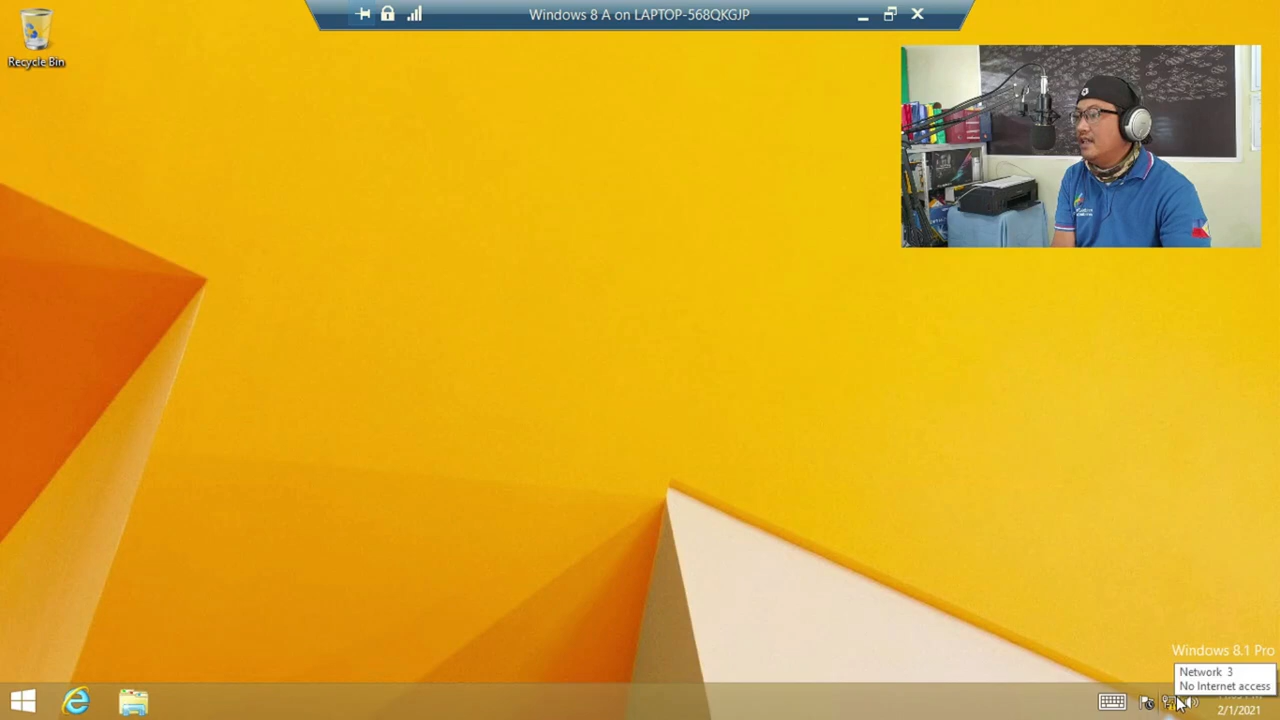 Windows 8 A on LAPTOP-568QKGJP
Recycle Bin
Windows 8.1 Pro
Network 3
No Internet access
2/1/2021